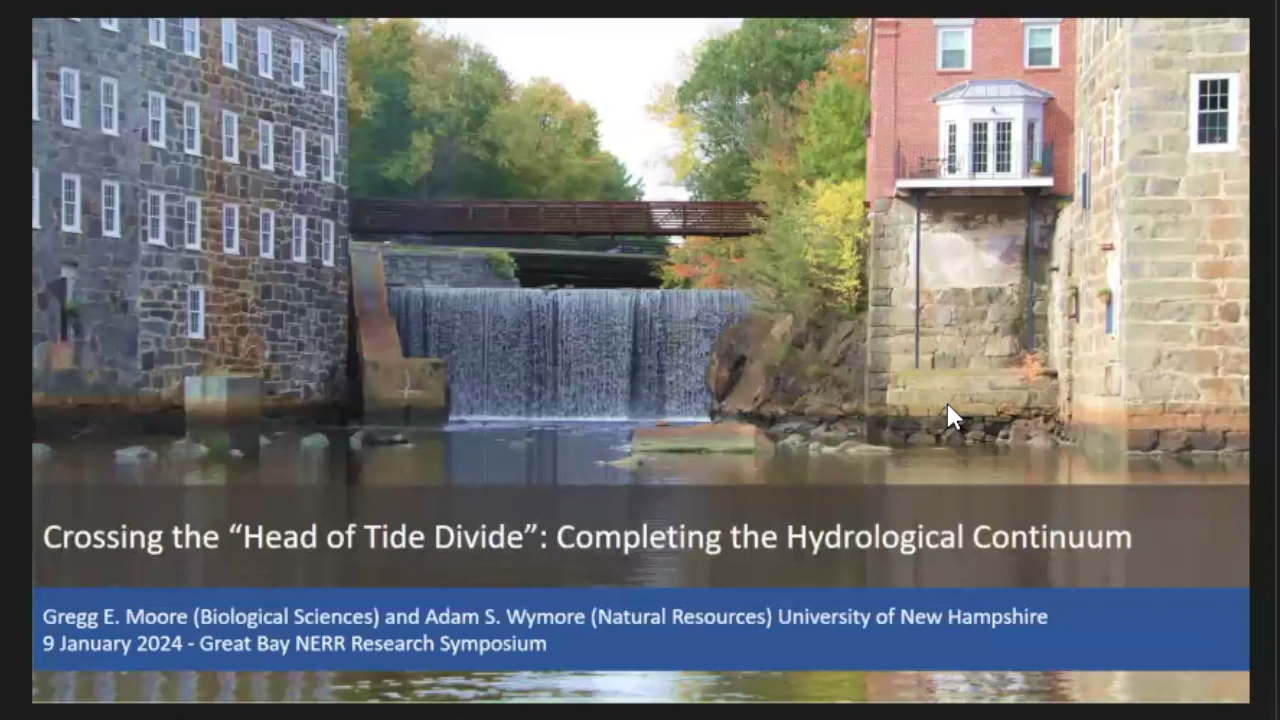 Crossing the “Head of Tide Divide”: Completing the Hydrological Continuum
Gregg E. Moore (Biological Sciences) and Adam S. Wymore (Natural Resources) University of New Hampshire
9 January 2024 - Great Bay NERR Research Symposium